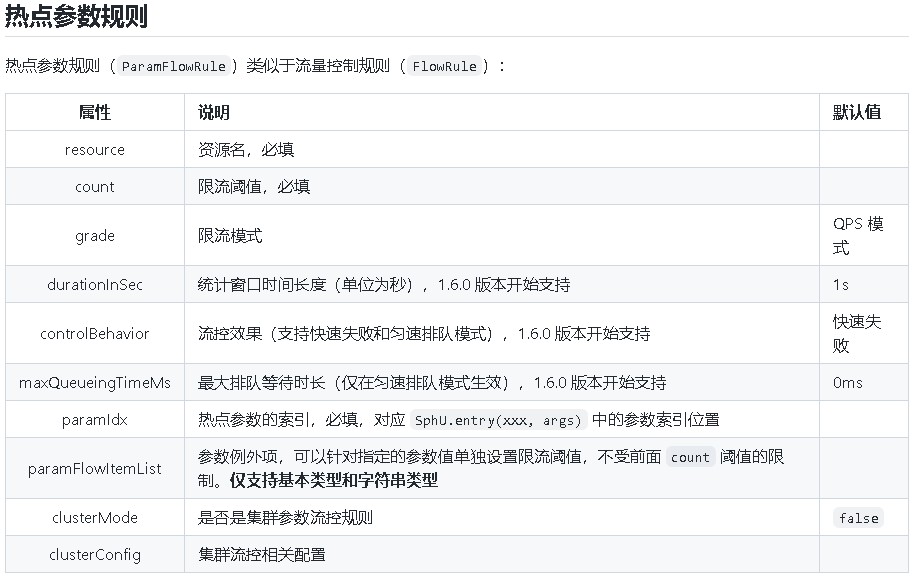 热点参数规则
热点参数规则（ParamFlowRule）类似于流量控制规则（FlowRule）：
属性 说明 默认值
resource 资源名，必填
count 限流阈值，必填
grade 限流模式 QPS 模
式
durationInSec 统计窗口时间长度（单位为秒），1.6.0 版本开始支持 1s
controlBehavior 流控效果（支持快速失败和匀速排队模式），1.6.0 版本开始支持 快速失
败
maxQueueingTimeMs 最大排队等待时长（仅在匀速排队模式生效），1.6.0 版本开始支持 0ms
paramIdx 热点参数的索引，必填，对应 SphU.entry(xxx, args) 中的参数索引位置
paramFlowItemList 参数例外项，可以针对指定的参数值单独设置限流阈值，不受前面 count 阈值的限
制。仅支持基本类型和字符串类型
clusterMode 是否是集群参数流控规则 false
clusterConfig 集群流控相关配置